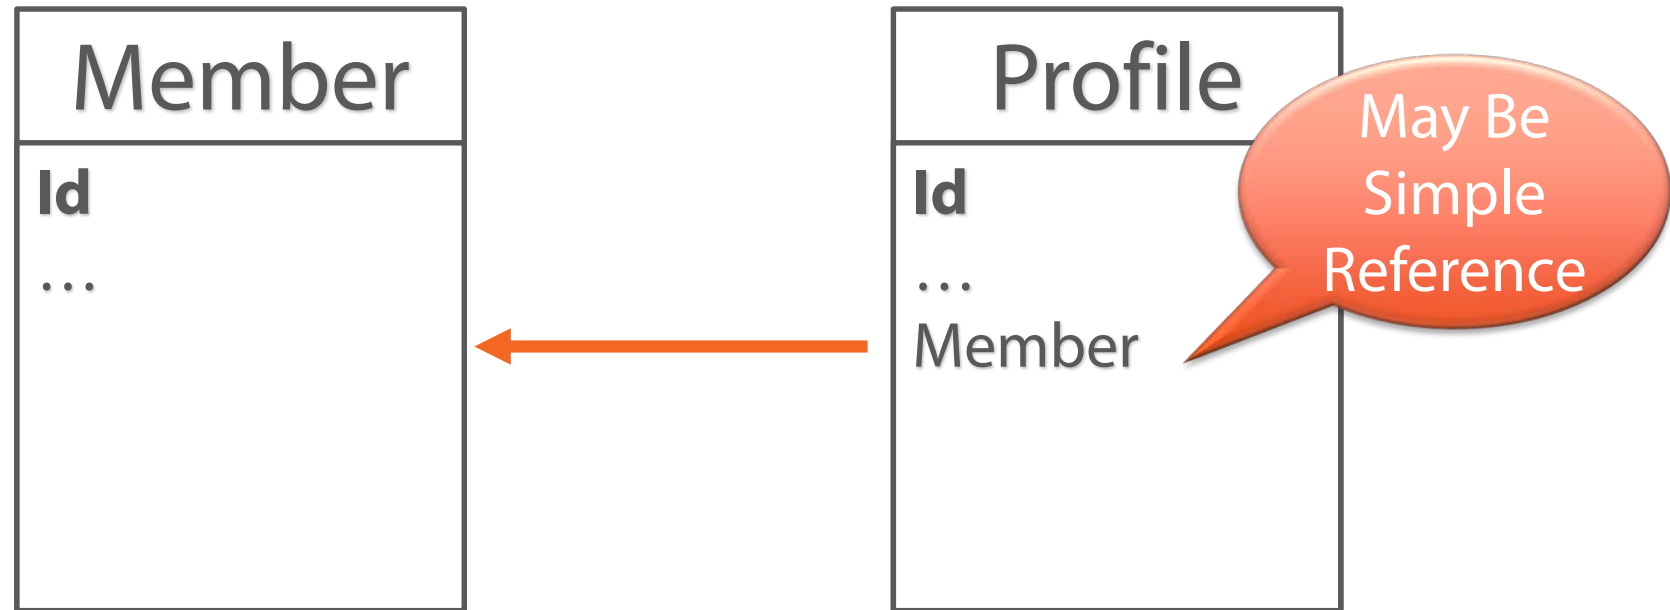 Member
Id
...
Profile
Id
...
Member
May Be
Simple
Reference